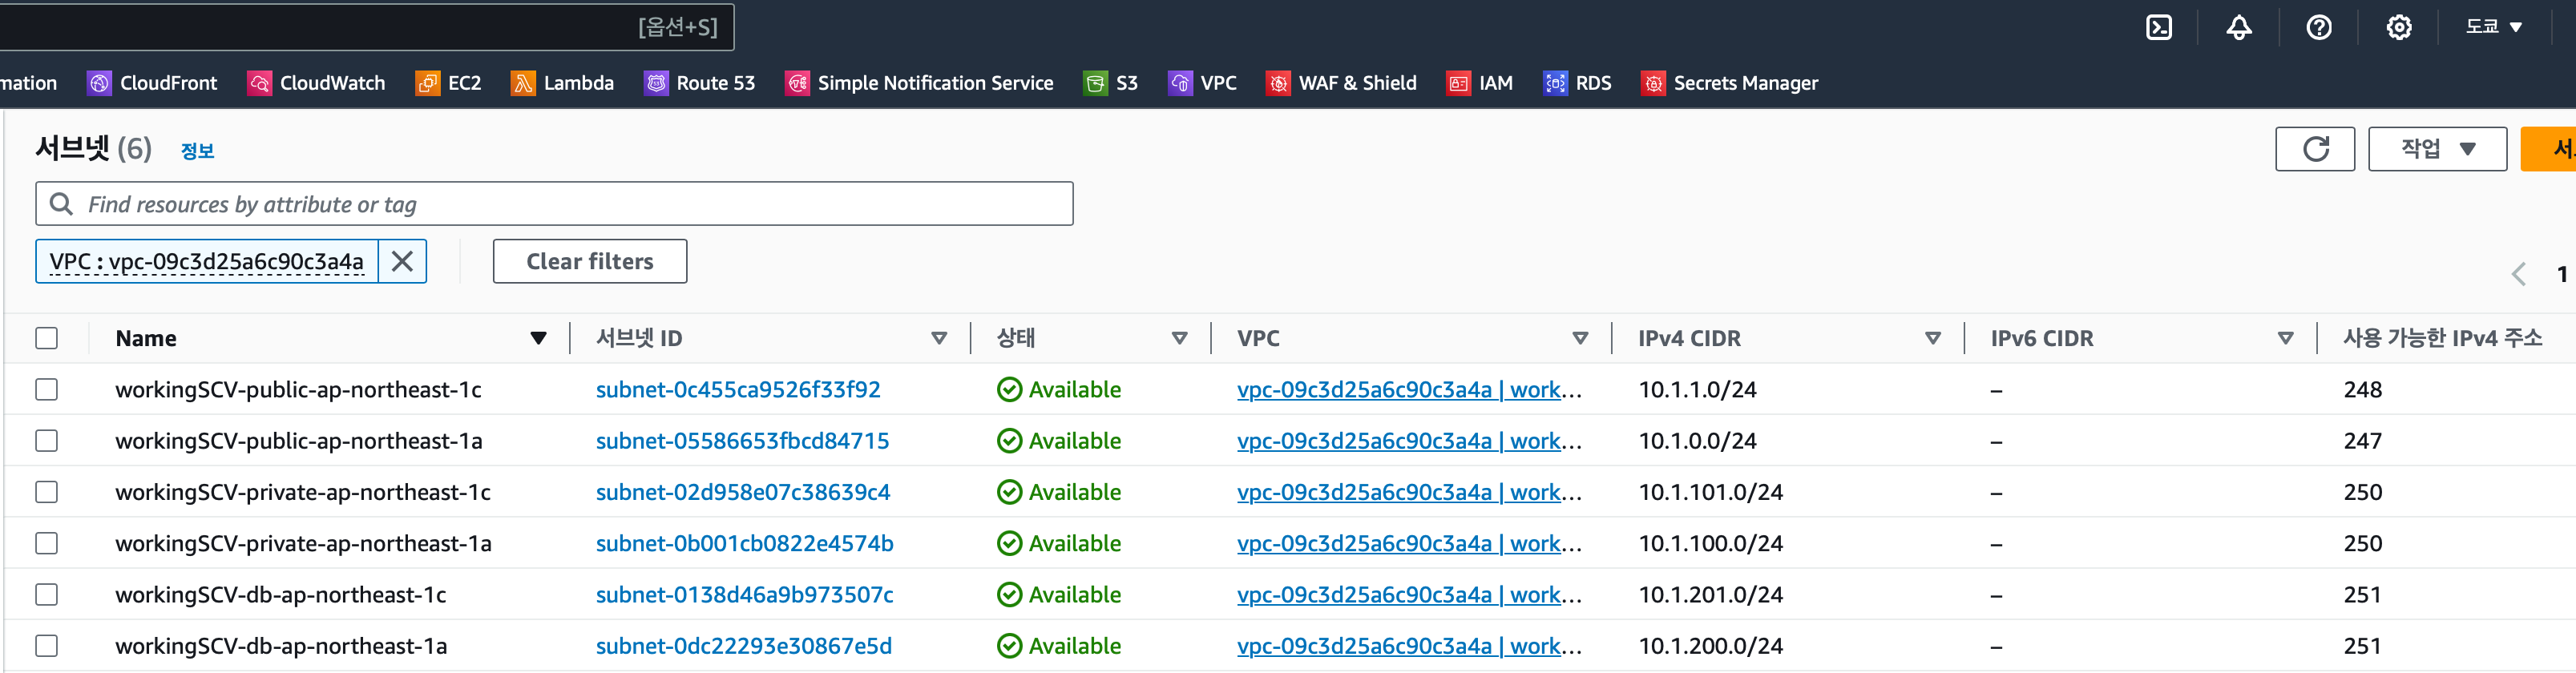 [옵션+S] 도쿄
mation CloudFront CloudWatch EC2 Lambda Route 53 Simple Notification Service S3 VPC WAF & Shield IAM RDS Secrets Manager
서브넷 (6) 정보 작업
Find resources by attribute or tag
VPC : vpc-09c3d25a6c90c3a4a Clear filters 1
Name 서브넷 ID 상태 VPC IPv4 CIDR IPv6 CIDR 사용 가능한 IPv4 주소
workingSCV-public-ap-northeast-1c subnet-0c455ca9526f33f92 Available vpc-09c3d25a6c90c3a4a | work... 10.1.1.0/24 – 248
workingSCV-public-ap-northeast-1a subnet-05586653fbcd84715 Available vpc-09c3d25a6c90c3a4a | work... 10.1.0.0/24 – 247
workingSCV-private-ap-northeast-1c subnet-02d958e07c38639c4 Available vpc-09c3d25a6c90c3a4a | work... 10.1.101.0/24 – 250
workingSCV-private-ap-northeast-1a subnet-0b001cb0822e4574b Available vpc-09c3d25a6c90c3a4a | work... 10.1.100.0/24 – 250
workingSCV-db-ap-northeast-1c subnet-0138d46a9b973507c Available vpc-09c3d25a6c90c3a4a | work... 10.1.201.0/24 – 251
workingSCV-db-ap-northeast-1a subnet-0dc22293e30867e5d Available vpc-09c3d25a6c90c3a4a | work... 10.1.200.0/24 – 251